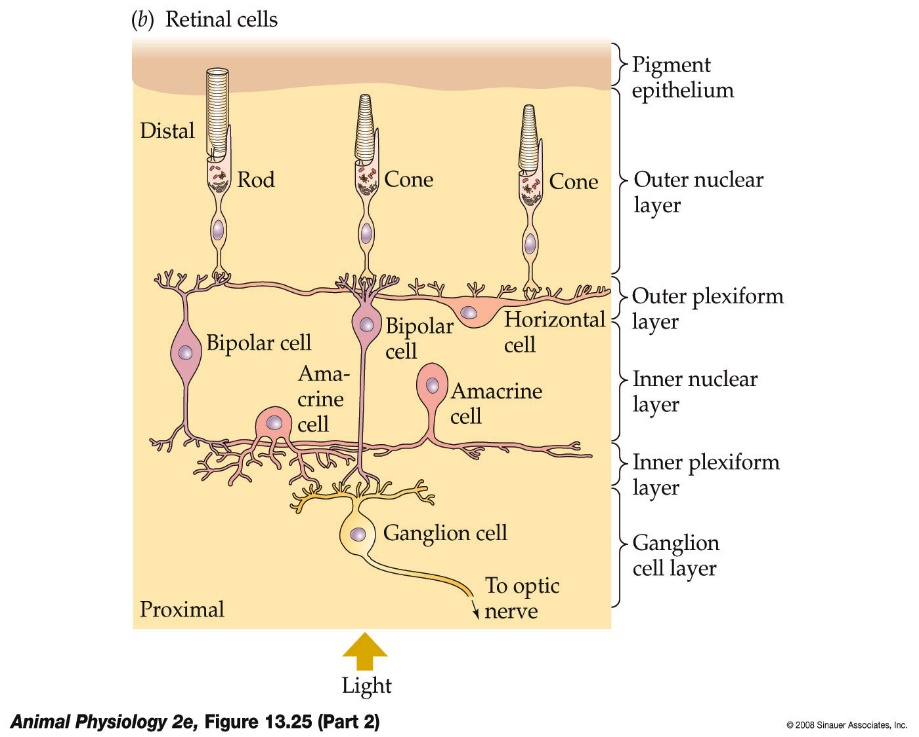 (b) Retinal cells
Pigment
epithelium
Distal
Rod
Cone
Cone
Outer nuclear
layer
Outer plexiform
layer
Bipolar cell
Bipolar
cell
Horizontal
cell
Ama-
crine
cell
Amacrine
cell
Inner nuclear
layer
Inner plexiform
layer
Ganglion cell
Ganglion
cell layer
To optic
nerve
Proximal
Light
Animal Physiology 2e, Figure 13.25 (Part 2)
© 2008 Sinauer Associates, Inc.